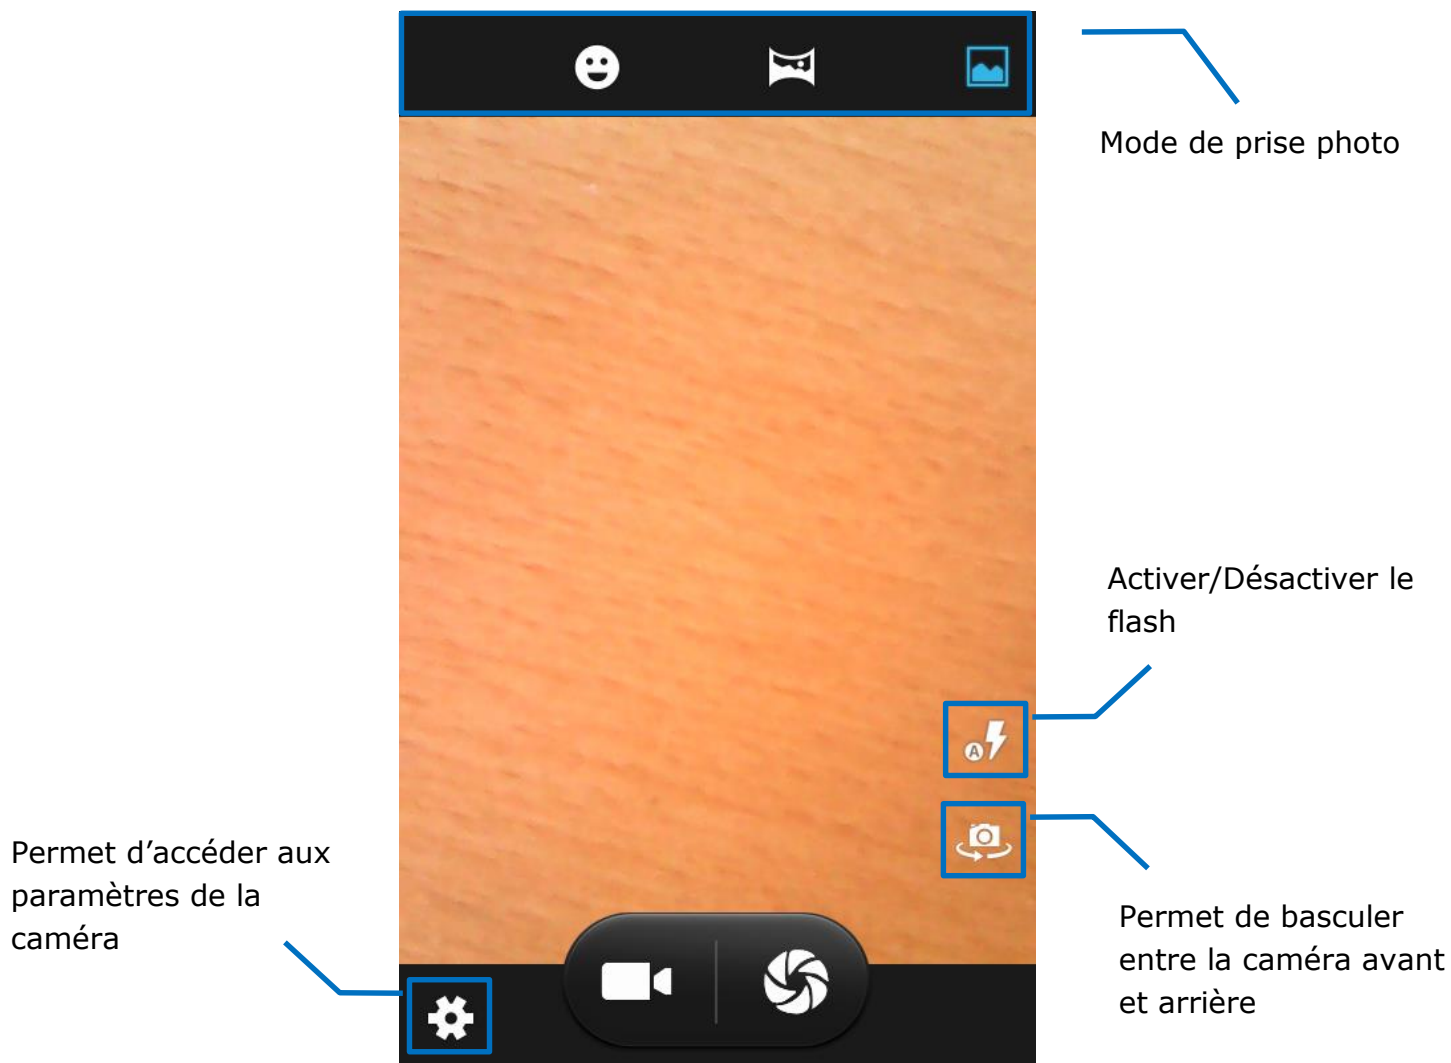 Mode de prise photo
Activer/Désactiver le
flash
A
Permet d’accéder aux
paramètres de la
caméra
Permet de basculer
entre la caméra avant
et arrière